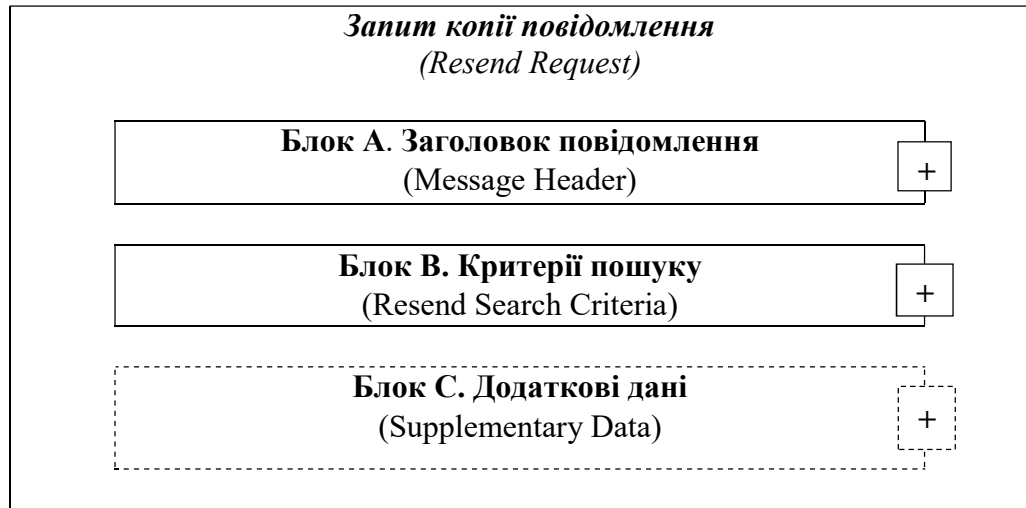 Запит копії повідомлення
(Resend Request)
Блок А. Заголовок повідомлення
(Message Header)
+
Блок В. Критерії пошуку
(Resend Search Criteria)
+
Блок С. Додаткові дані
(Supplementary Data)
+